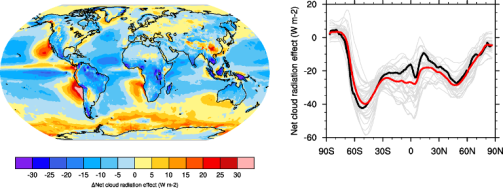 -30 -25 -20 -15 -10 -5 0 5 10 15 20 25 30
ΔNet cloud radiation effect (W m-2)
Net cloud radiation effect (W m-2)
20
0
-20
-40
-60
90S 60S 30S 0 30N 60N 90N